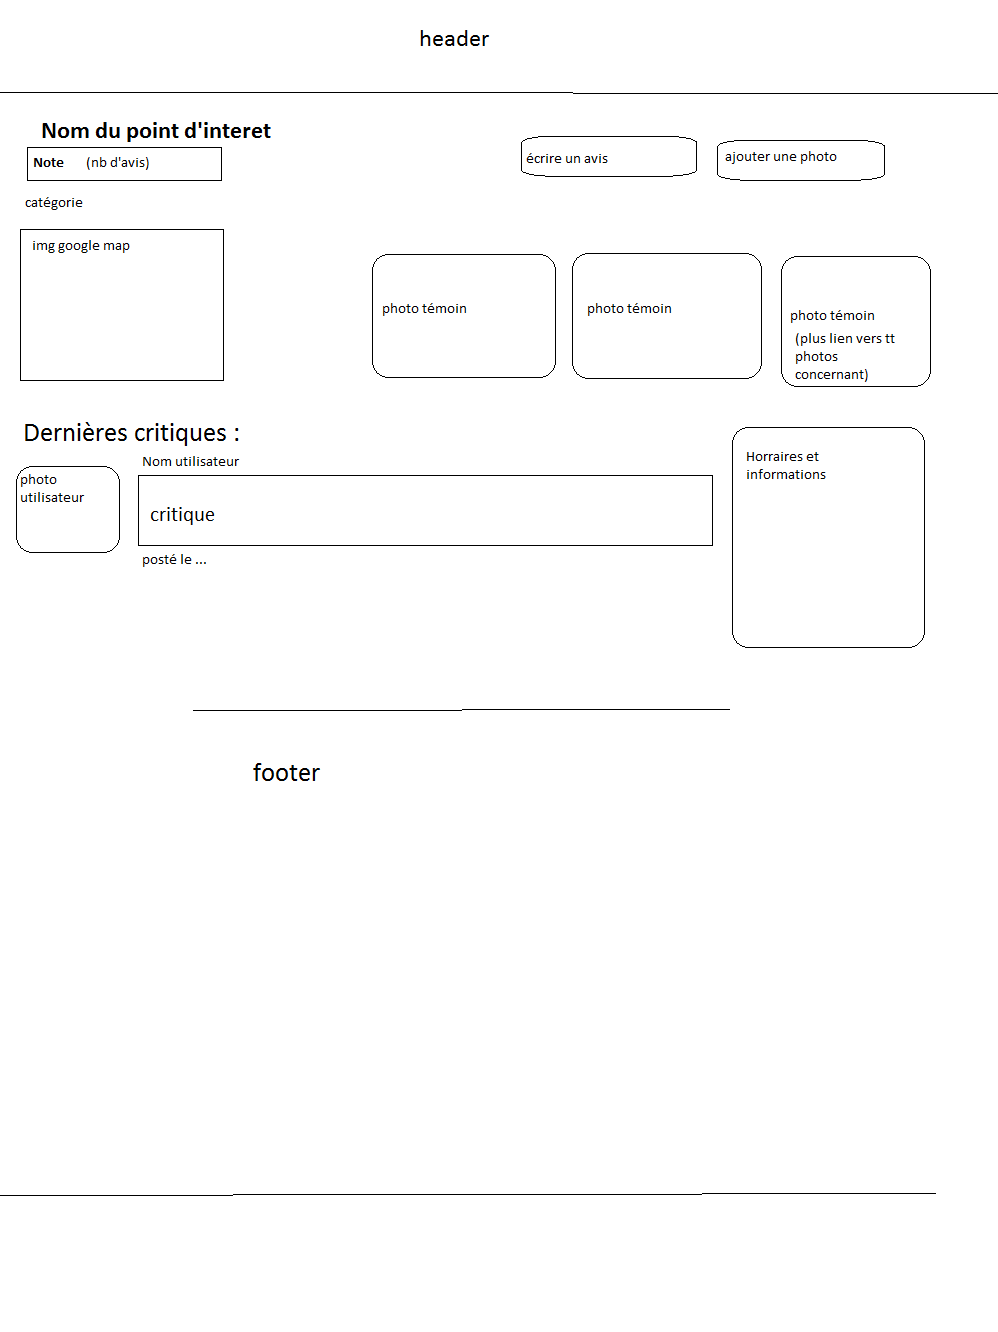 header
Nom du point d'interet
Note (nb d'avis)
écrire un avis
ajouter une photo
catégorie
img google map
photo témoin
photo témoin
photo témoin
(plus lien vers tt
photos
concernant)
Dernières critiques :
Nom utilisateur
photo
utilisateur
critique
posté le ...
Horraires et
informations
footer